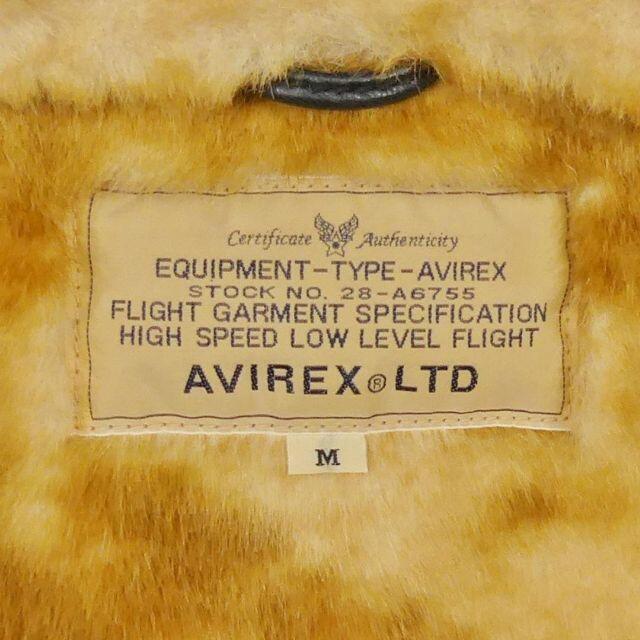 Certificate Authenticity
EQUIPMENT-TYPE-AVIREX
STOCK NO. 28-A6755
FLIGHT GARMENT SPECIFICATION
HIGH SPEED LOW LEVEL FLIGHT
AVIREX® LTD
M